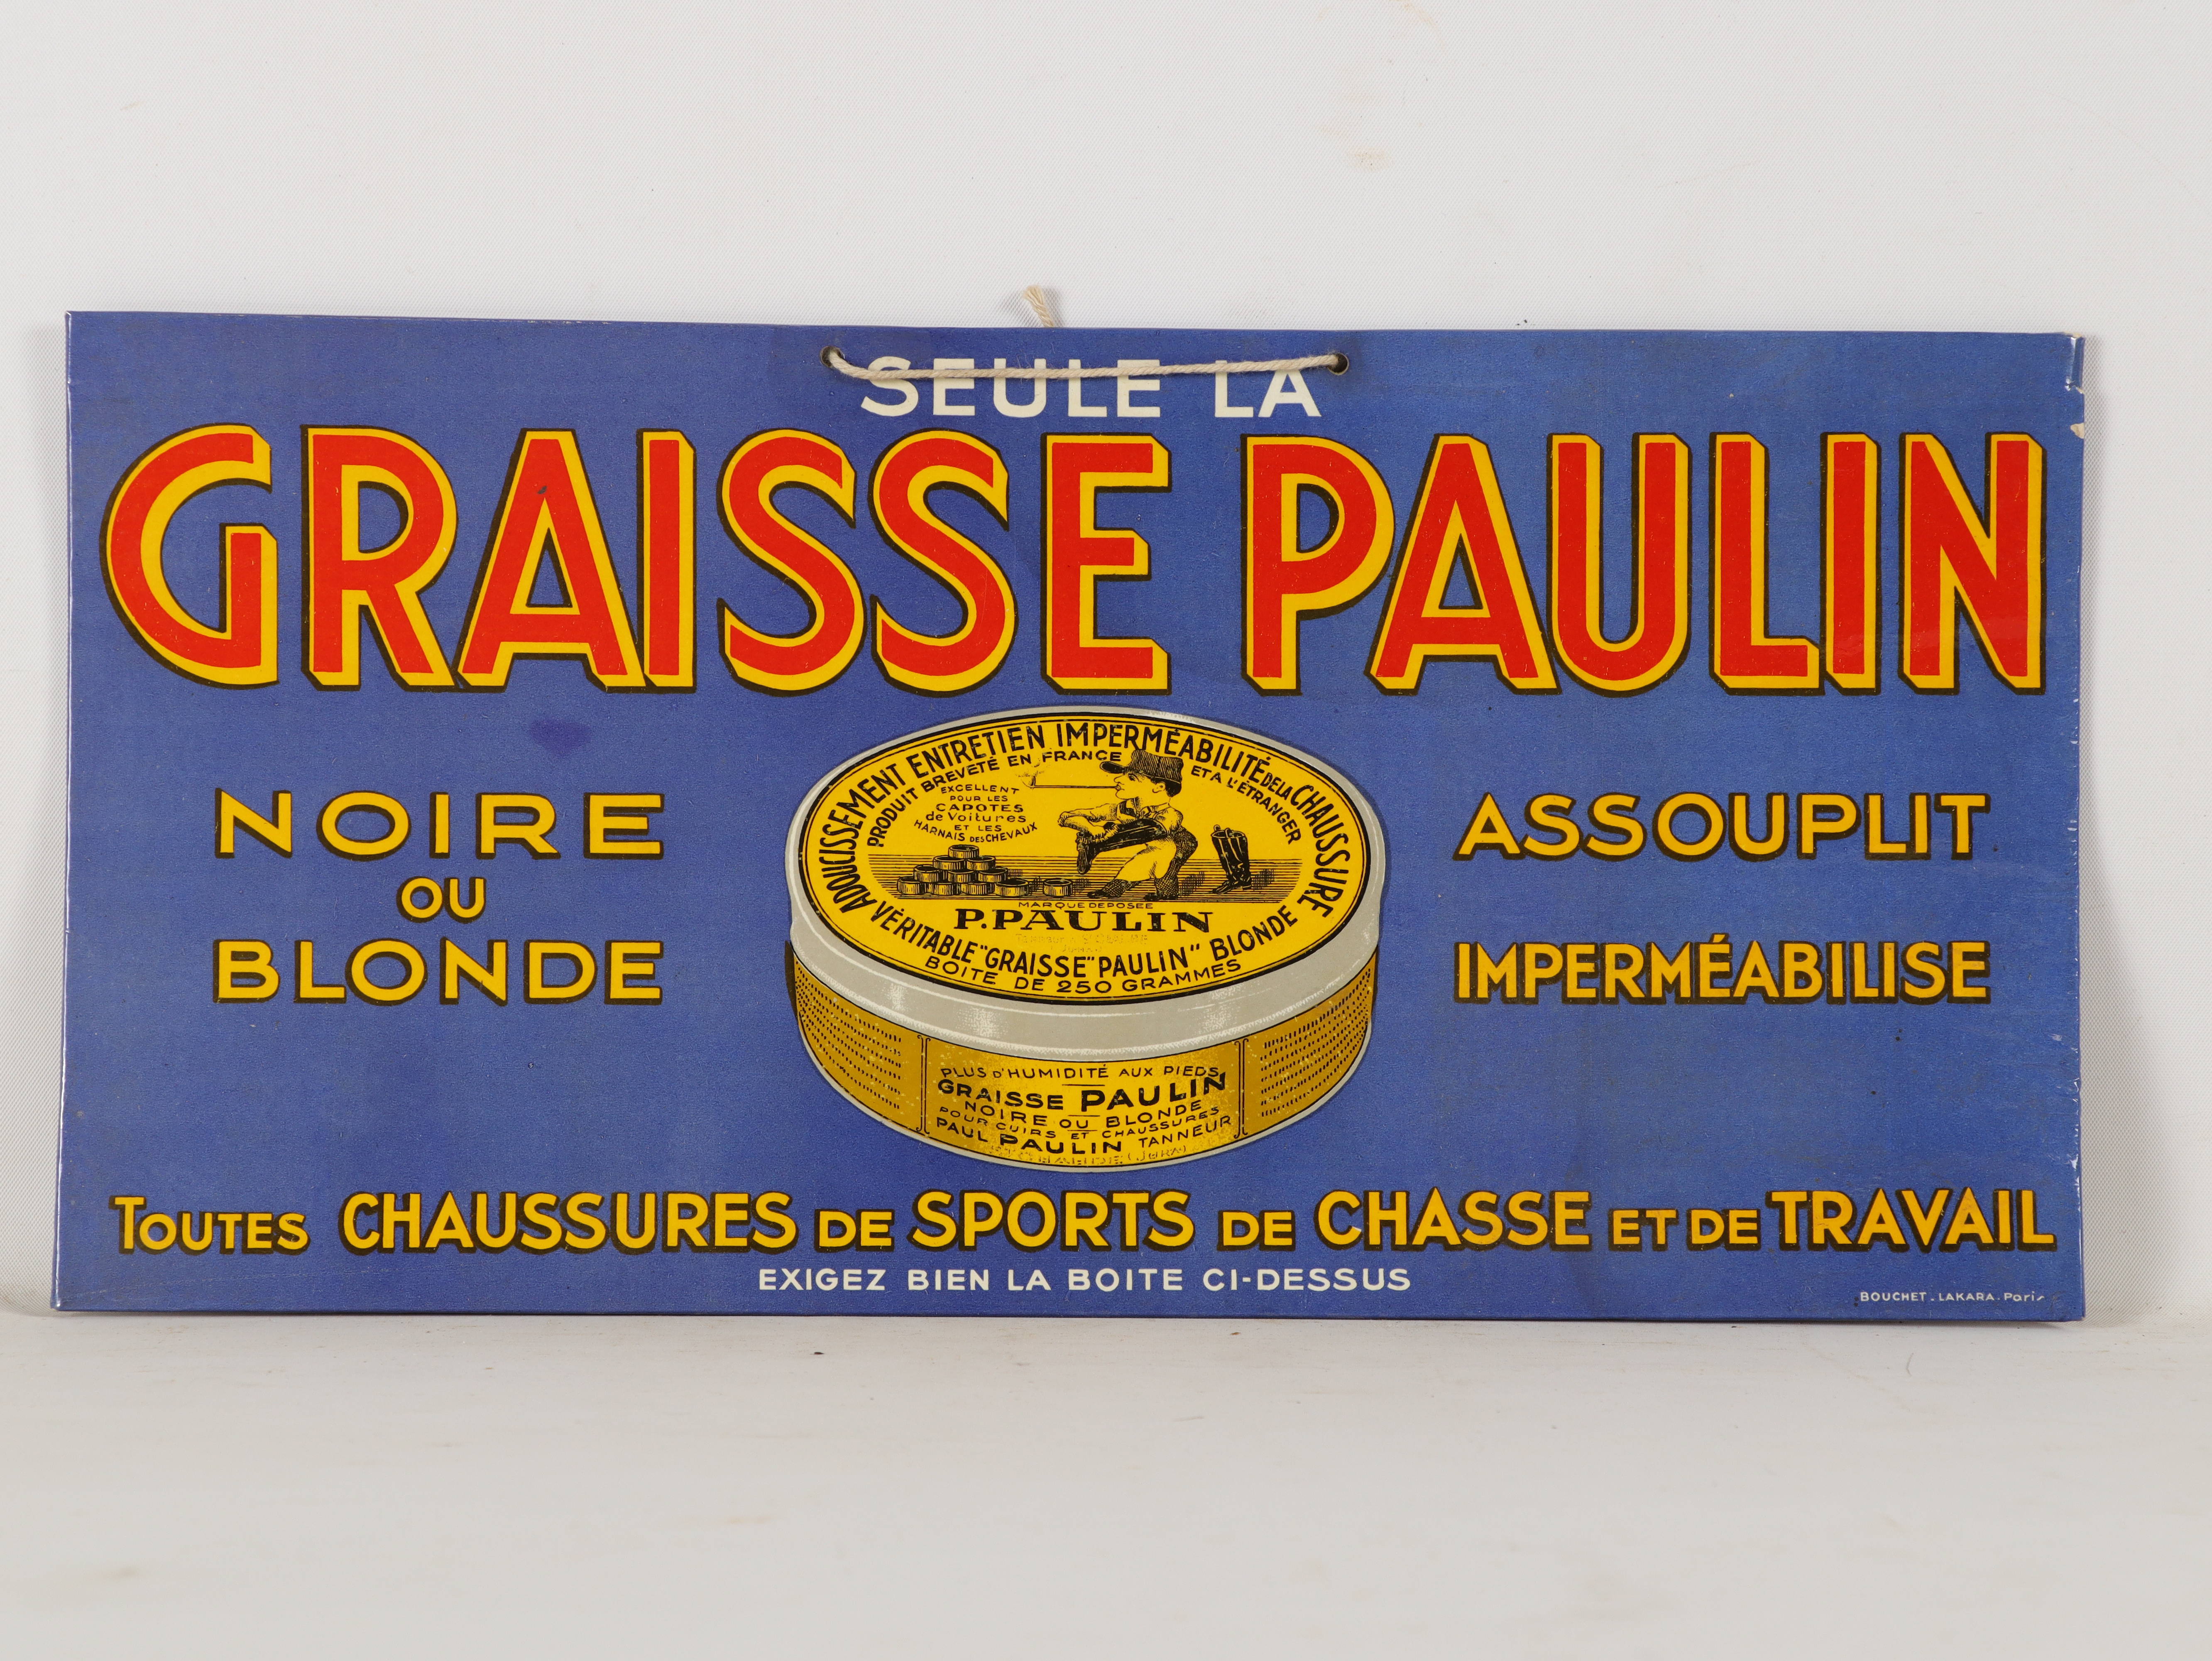 SEULE LA
GRAISSE PAULIN
NOIRE
OU
BLONDE
ASSOUPLIT
IMPERMÉABILISE
ADOUCISSEMENT ENTRETIEN IMPERMÉABILITÉ DE LA CHAUSSURE
PRODUIT BREVETÉ EN FRANCE ET A L'ÉTRANGER
EXCELLENT
POUR LES
CAPOTES
de Voitures
ET LES
HARNAIS DES CHEVAUX
MARQUE DEPOSEE
P.PAULIN
VÉRITABLE "GRAISSE" PAULIN" BLONDE
BOITE DE 250 GRAMMES
PLUS D'HUMIDITÉ AUX PIEDS
GRAISSE PAULIN
NOIRE OU BLONDE
POUR CUIRS ET CHAUSSURES
PAUL PAULIN TANNEUR
(JURA)
TOUTES CHAUSSURES DE SPORTS DE CHASSE ET DE TRAVAIL
EXIGEZ BIEN LA BOITE CI-DESSUS
BOUCHET-LAKARA-Paris